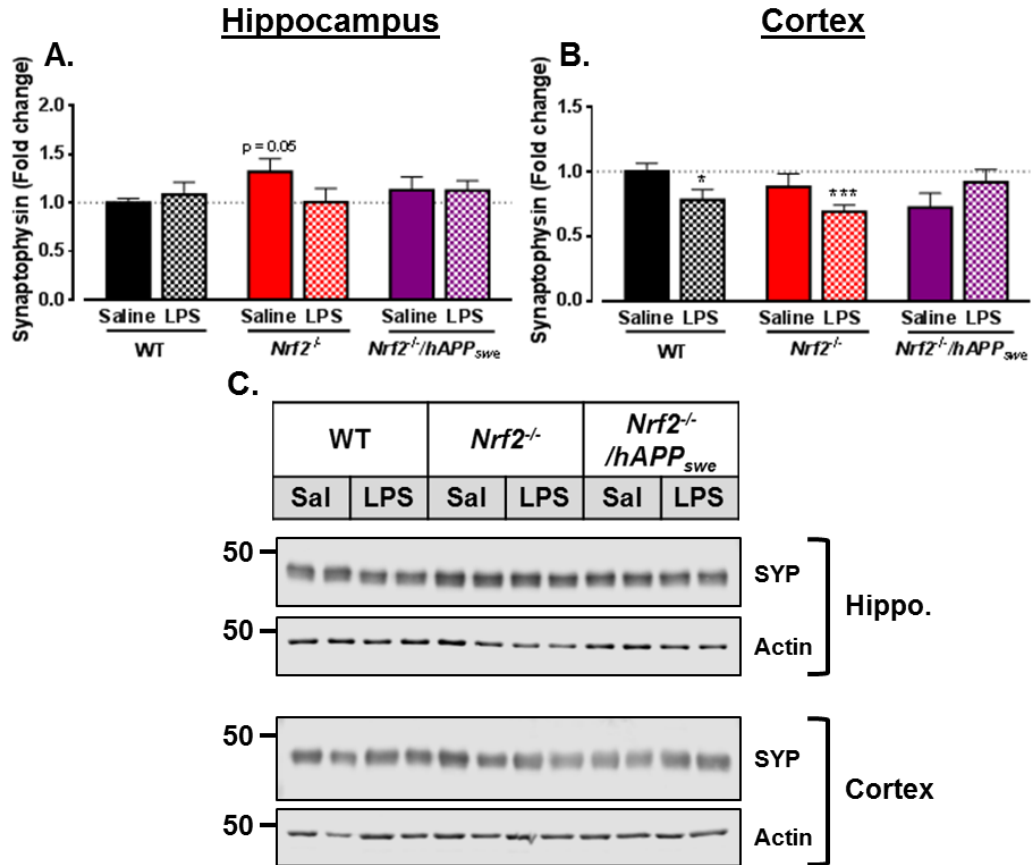 Hippocampus
Cortex
A.
Synaptophysin (Fold change)
2.0
1.5
1.0
0.5
0.0
p = 0.05
Saline LPS Saline LPS Saline LPS
WT Nrf2-/- Nrf2-/-/hAPPswe
B.
Synaptophysin (Fold change)
1.5
1.0
0.5
0.0
* ***
Saline LPS Saline LPS Saline LPS
WT Nrf2-/- Nrf2-/-/hAPPswe
C.
WT Nrf2-/- Nrf2-/-
/hAPPswe
Sal LPS Sal LPS Sal LPS
50 SYP
Hippo.
50 Actin
50 SYP
Cortex
50 Actin